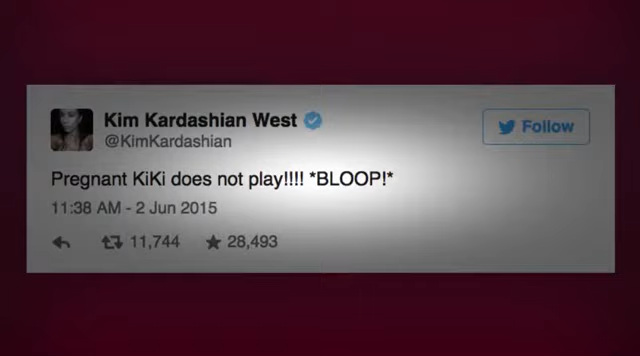 Kim Kardashian West
@KimKardashian
Follow
Pregnant KiKi does not play!!!! *BLOOP!*
11:38 AM - 2 Jun 2015
11,744 28,493